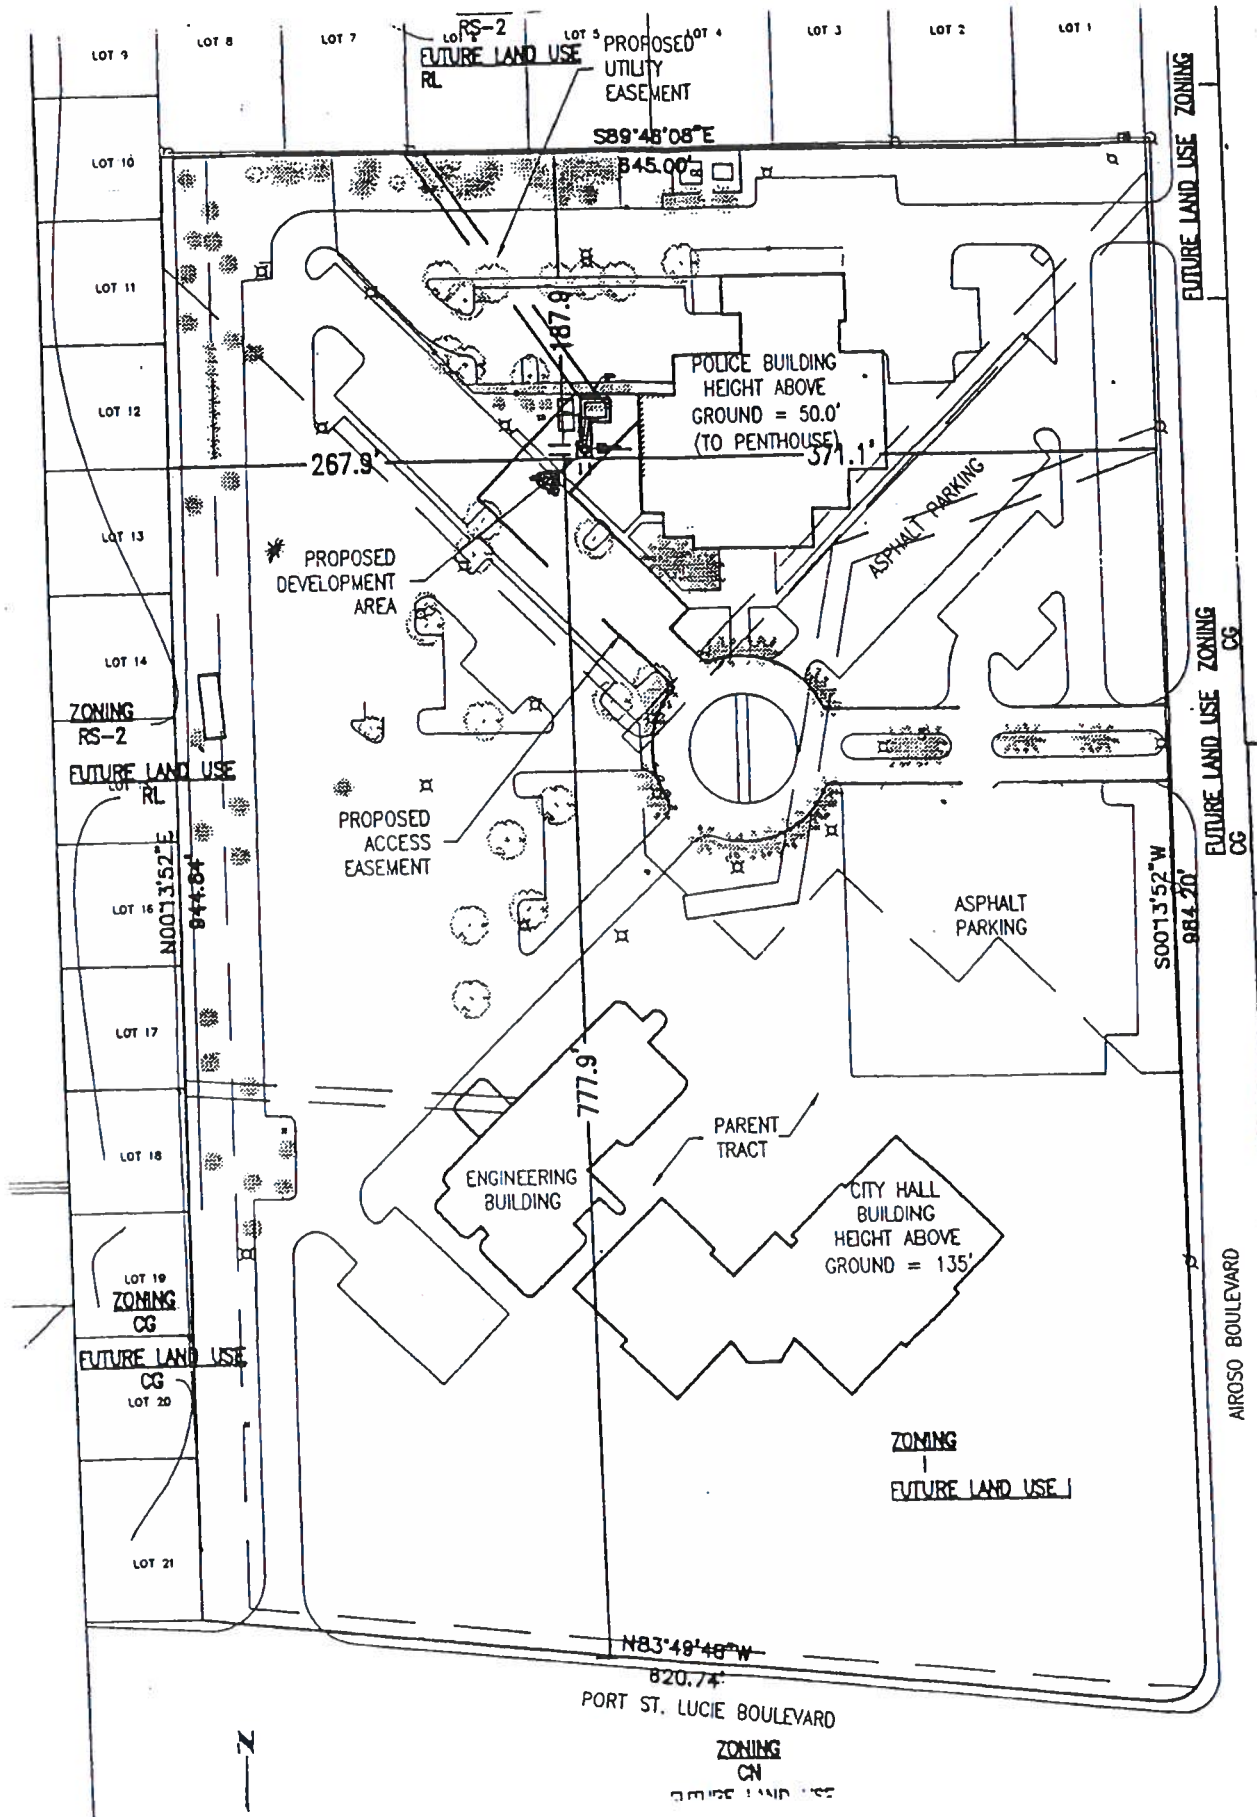 RS-2
FUTURE LAND USE
RL
LOT 9
LOT 8
LOT 7
LOT 5
LOT 4
LOT 3
LOT 2
LOT 1
PROPOSED
UTILITY
EASEMENT
S89°48'08"E
645.00'
FUTURE LAND USE ZONING
LOT 10
LOT 11
LOT 12
LOT 13
LOT 14
187.9
POLICE BUILDING
HEIGHT ABOVE
GROUND = 50.0'
(TO PENTHOUSE)
267.9'
371.1'
ASPHALT PARKING
PROPOSED
DEVELOPMENT
AREA
ZONING
RS-2
FUTURE LAND USE
RL
PROPOSED
ACCESS
EASEMENT
ZONING
CG
FUTURE LAND USE
CG
N00°13'52"E
944.64'
LOT 16
LOT 17
LOT 18
ASPHALT
PARKING
S00°13'52"W
984.20'
777.9'
PARENT
TRACT
ENGINEERING
BUILDING
CITY HALL
BUILDING
HEIGHT ABOVE
GROUND = 135'
LOT 19
ZONING
CG
FUTURE LAND USE
CG
LOT 20
LOT 21
AIROSO BOULEVARD
ZONING
I
FUTURE LAND USE I
N83°49'48"W
620.74'
PORT ST. LUCIE BOULEVARD
N
ZONING
CN
FUTURE LAND USE